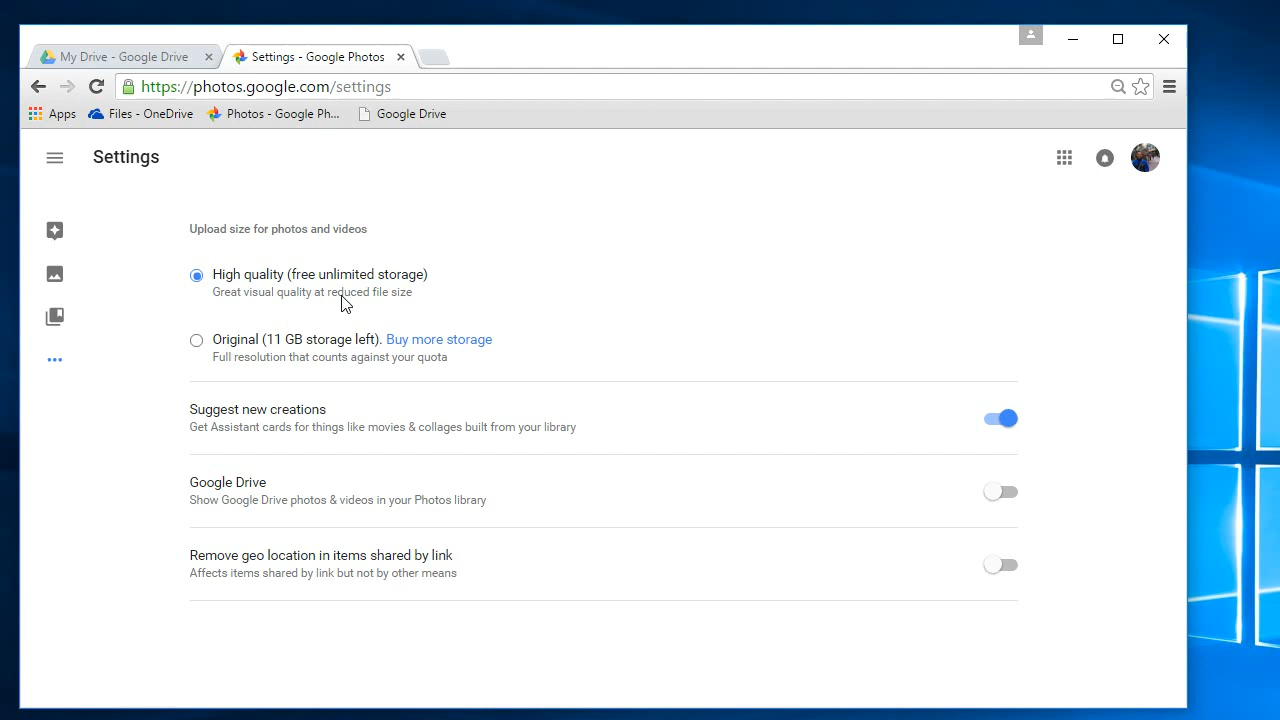 My Drive - Google Drive
Settings - Google Photos
https://photos.google.com/settings
Apps
Files - OneDrive
Photos - Google Ph...
Google Drive
Settings
Upload size for photos and videos
High quality (free unlimited storage)
Great visual quality at reduced file size
Original (11 GB storage left). Buy more storage
Full resolution that counts against your quota
Suggest new creations
Get Assistant cards for things like movies & collages built from your library
Google Drive
Show Google Drive photos & videos in your Photos library
Remove geo location in items shared by link
Affects items shared by link but not by other means